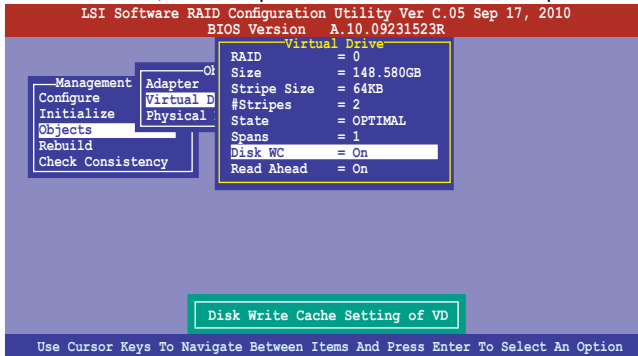 LSI Software RAID Configuration Utility Ver C.05 Sep 17, 2010
BIOS Version A.10.09231523R
Management
Configure
Initialize
Objects
Rebuild
Check Consistency
Ob
Adapter
Virtual D
Physical
Virtual Drive
RAID = 0
Size = 148.580GB
Stripe Size = 64KB
#Stripes = 2
State = OPTIMAL
Spans = 1
Disk WC = On
Read Ahead = On
Disk Write Cache Setting of VD
Use Cursor Keys To Navigate Between Items And Press Enter To Select An Option